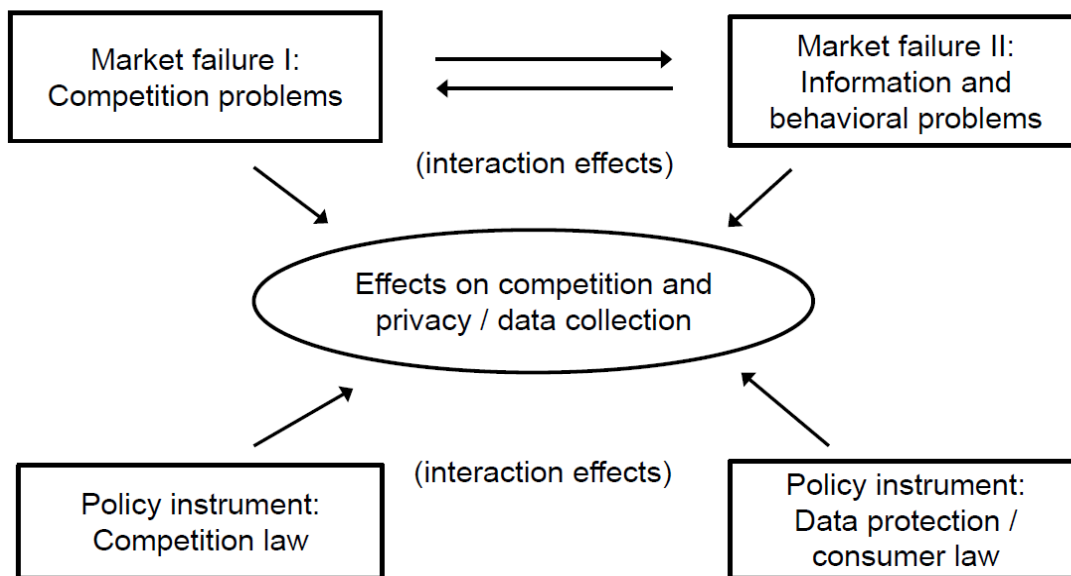 Market failure I:
Competition problems
Market failure II:
Information and
behavioral problems
(interaction effects)
Effects on competition and
privacy / data collection
(interaction effects)
Policy instrument:
Competition law
Policy instrument:
Data protection /
consumer law